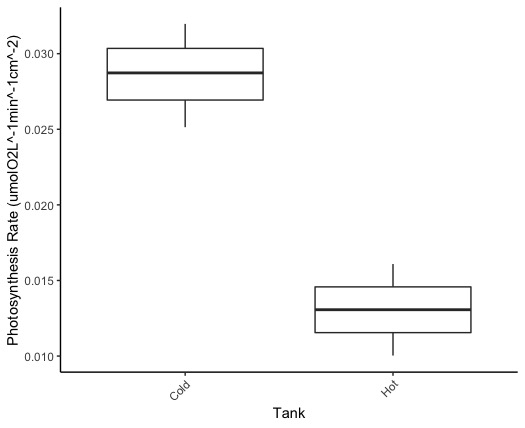 Photosynthesis Rate (umolO2L^-1min^-1cm^-2)
0.030
0.025
0.020
0.015
0.010
Cold
Hot
Tank